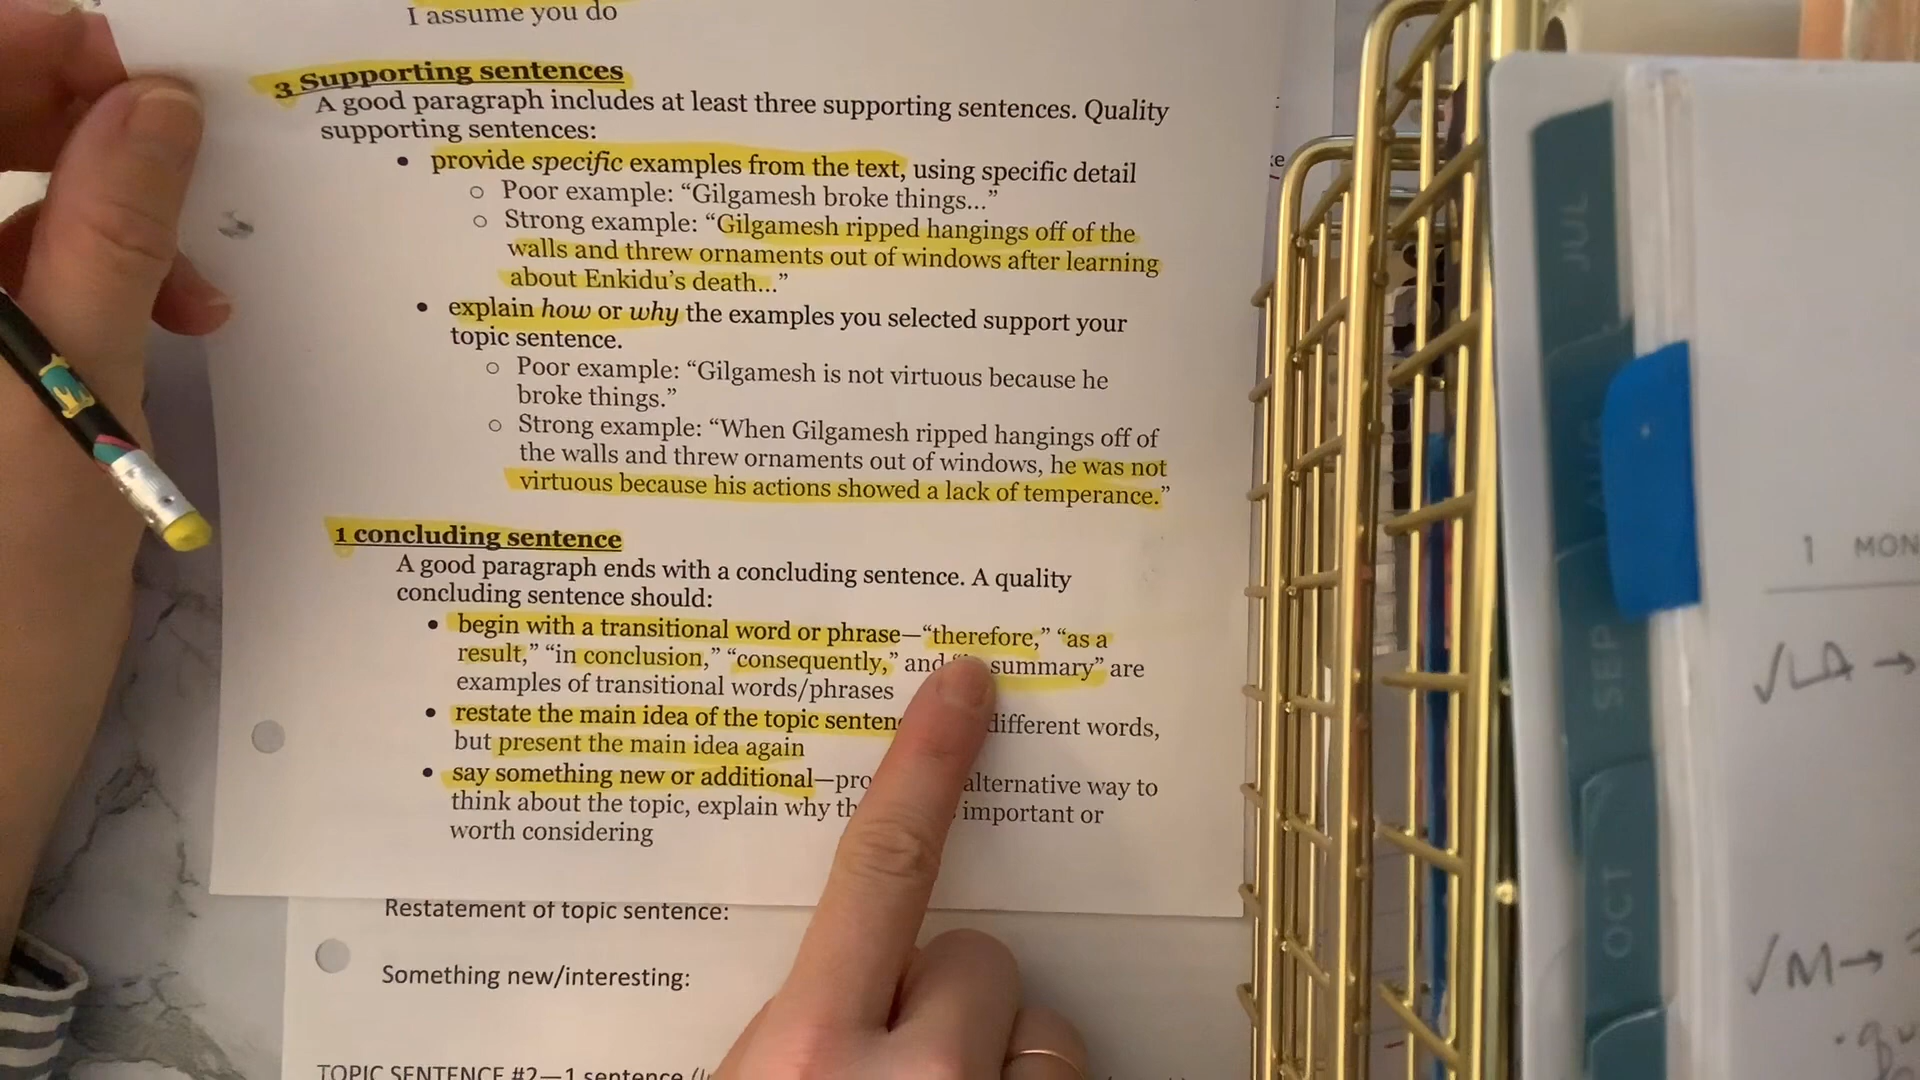 I assume you do
3 Supporting sentences
A good paragraph includes at least three supporting sentences. Quality
supporting sentences:
• provide specific examples from the text, using specific detail
○ Poor example: “Gilgamesh broke things...”
○ Strong example: “Gilgamesh ripped hangings off of the
walls and threw ornaments out of windows after learning
about Enkidu’s death...”
• explain how or why the examples you selected support your
topic sentence.
○ Poor example: “Gilgamesh is not virtuous because he
broke things.”
○ Strong example: “When Gilgamesh ripped hangings off of
the walls and threw ornaments out of windows, he was not
virtuous because his actions showed a lack of temperance.”
1 concluding sentence
A good paragraph ends with a concluding sentence. A quality
concluding sentence should:
• begin with a transitional word or phrase—“therefore,” “as a
result,” “in conclusion,” “consequently,” and summary” are
examples of transitional words/phrases
• restate the main idea of the topic different words,
but present the main idea again
• say something new or additional— alternative way to
think about the topic, explain why important or
worth considering
Restatement of topic sentence:
Something new/interesting:
TOPIC SENTENCE #2—1 sentence
JUL
AUG
SEP
OCT
1 MON
√LA →
√M→